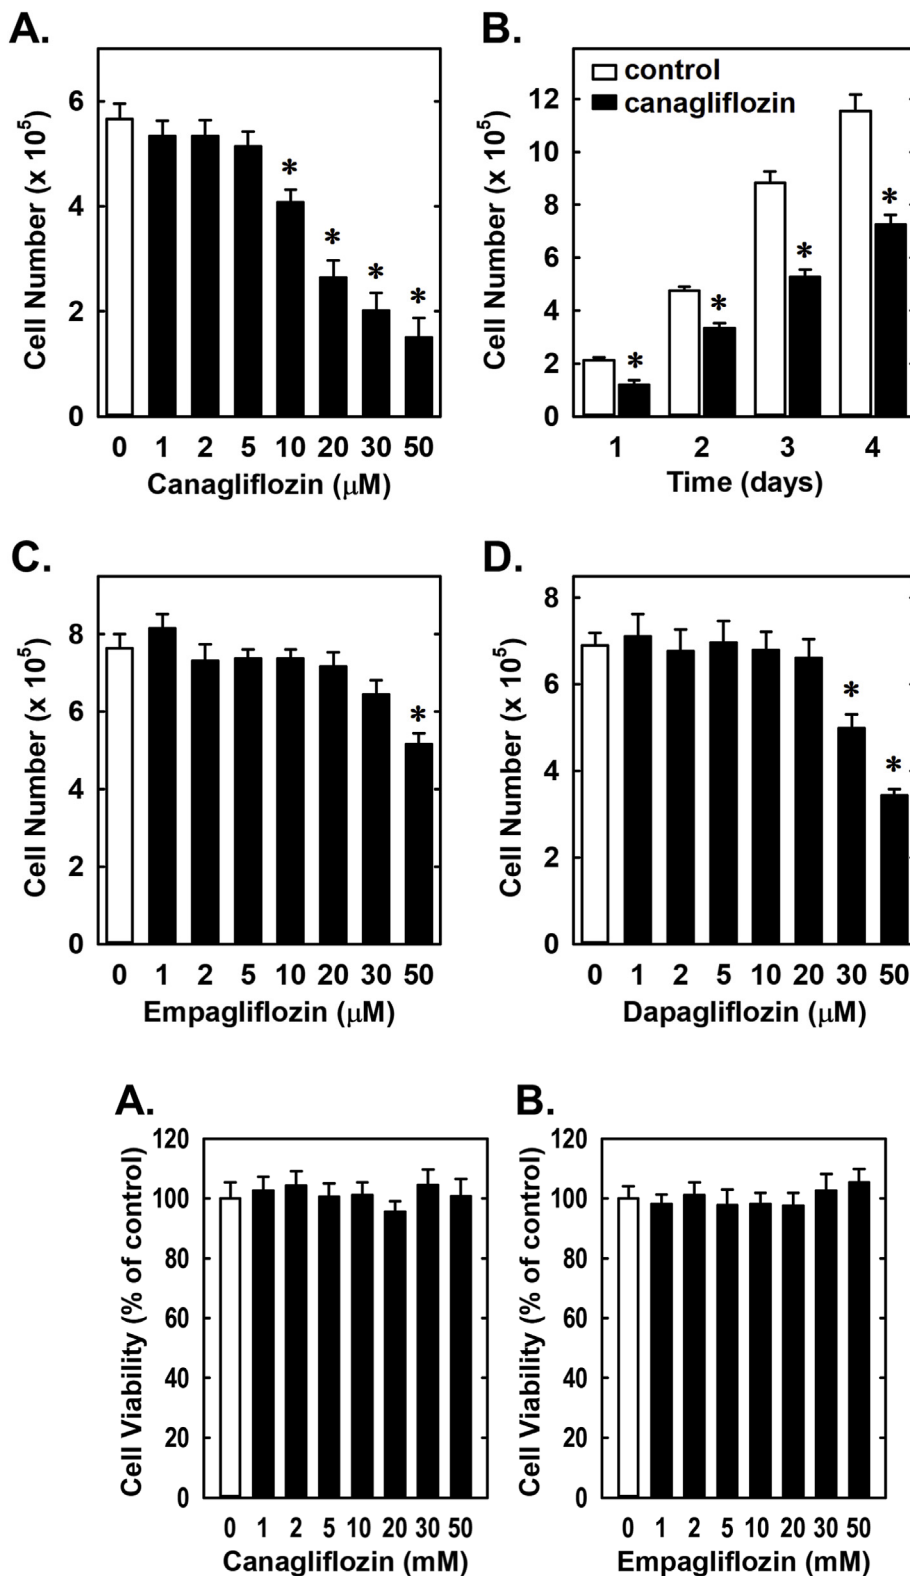 A.
Cell Number (x 10⁵)
6
4
2
0
*
*
*
*
0 1 2 5 10 20 30 50
Canagliflozin (μM)
B.
control
canagliflozin
Cell Number (x 10⁵)
12
10
8
6
4
2
0
*
*
*
*
1 2 3 4
Time (days)
C.
Cell Number (x 10⁵)
8
6
4
2
0
*
0 1 2 5 10 20 30 50
Empagliflozin (μM)
D.
Cell Number (x 10⁵)
8
6
4
2
0
*
*
0 1 2 5 10 20 30 50
Dapagliflozin (μM)
A.
Cell Viability (% of control)
120
100
80
60
40
20
0
0 1 2 5 10 20 30 50
Canagliflozin (mM)
B.
Cell Viability (% of control)
120
100
80
60
40
20
0
0 1 2 5 10 20 30 50
Empagliflozin (mM)